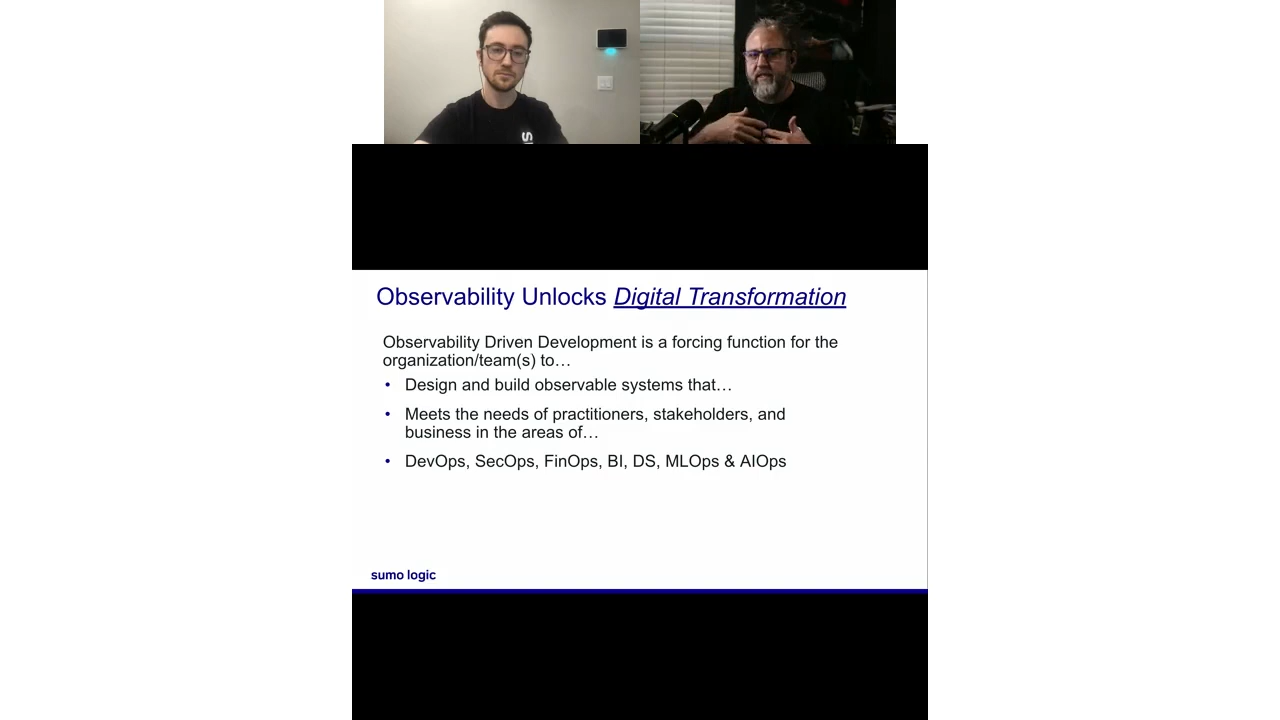 Observability Unlocks Digital Transformation
Observability Driven Development is a forcing function for the
organization/team(s) to…
• Design and build observable systems that…
• Meets the needs of practitioners, stakeholders, and
business in the areas of…
• DevOps, SecOps, FinOps, BI, DS, MLOps & AIOps
sumo logic